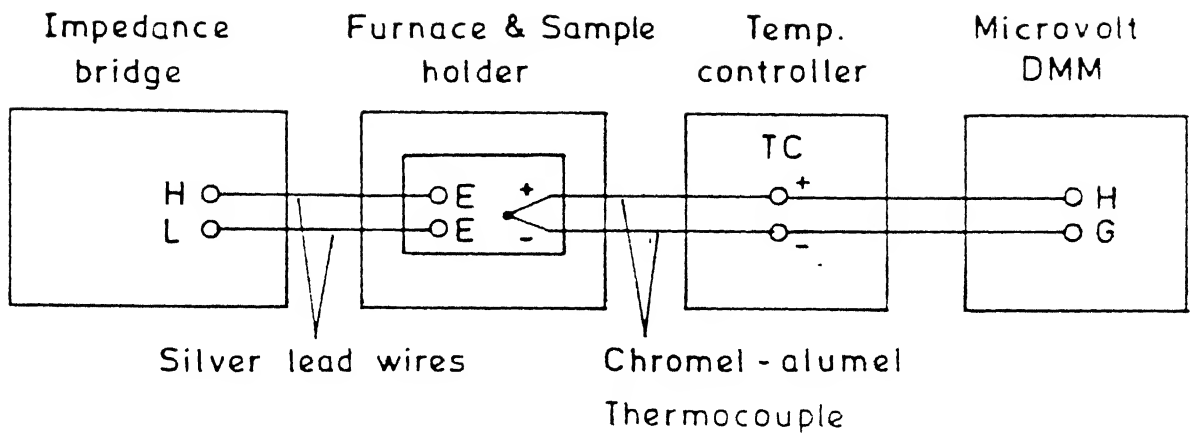 Impedance
bridge
Furnace & Sample
holder
Temp.
controller
Microvolt
DMM
TC
H
E
+
+
H
L
E
-
-
G
Silver lead wires
Chromel - alumel
Thermocouple